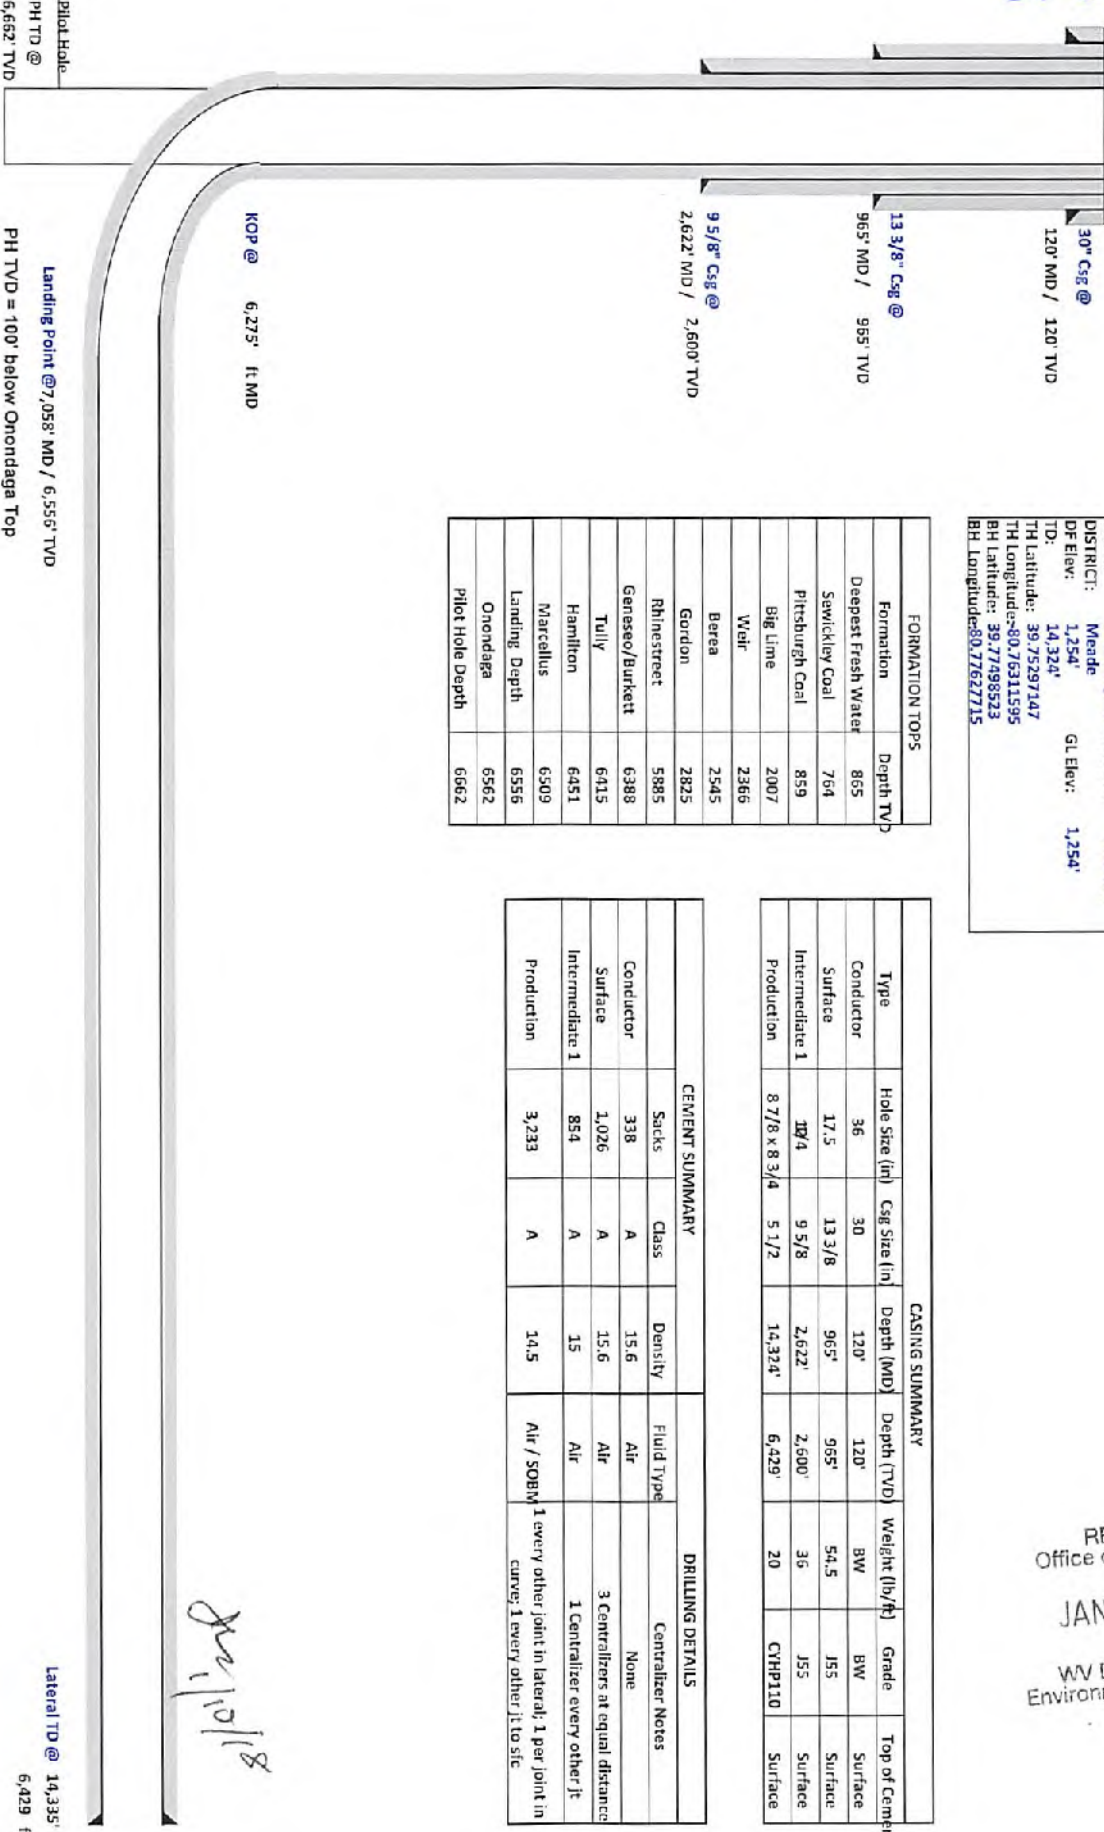 DISTRICT: Meade
DF Elev: 1,254' GL Elev: 1,254'
TD: 14,324'
TH Latitude: 39.75297147
TH Longitude:-80.76311595
BH Latitude: 39.77498523
BH Longitude:-80.77627715
30" Csg @
120' MD / 120' TVD
13 3/8" Csg @
965' MD / 965' TVD
9 5/8" Csg @
2,622' MD / 2,600' TVD
FORMATION TOPS
Formation Depth TVD
Deepest Fresh Water 865
Sewickley Coal 764
Pittsburgh Coal 859
Big Lime 2007
Weir 2366
Berea 2545
Gordon 2825
Rhinestreet 5885
Geneseo/Burkett 6388
Tully 6415
Hamilton 6451
Marcellus 6509
Landing Depth 6556
Onondaga 6562
Pilot Hole Depth 6662
CASING SUMMARY
Type Hole Size (in) Csg Size (in) Depth (MD) Depth (TVD) Weight (lb/ft) Grade Top of Cemen
Conductor 36 30 120' 120' BW BW Surface
Surface 17.5 13 3/8 965' 965' 54.5 J55 Surface
Intermediate 1 9 5/8 2,622' 2,600' 36 J55 Surface
Production 8 7/8 x 8 3/4 5 1/2 14,324' 6,429' 20 CYHP110 Surface
CEMENT SUMMARY DRILLING DETAILS
Sacks Class Density Fluid Type Centralizer Notes
Conductor 338 A 15.6 Air None
Surface 1,026 A 15.6 Air 3 Centralizers at equal distance
Intermediate 1 854 A 15 Air 1 Centralizer every other jt
Production 3,233 A 14.5 Air / SOBM 1 every other joint in lateral; 1 per joint in
curve; 1 every other jt to sfc
KOP @ 6,275' ft MD
Pilot Hole
PH TD @
6,662' TVD
Landing Point @7,058' MD / 6,556' TVD
PH TVD = 100' below Onondaga Top
Lateral TD @ 14,335'
6,429 f
1/10/18
RE
Office
JAN
WV
Environ